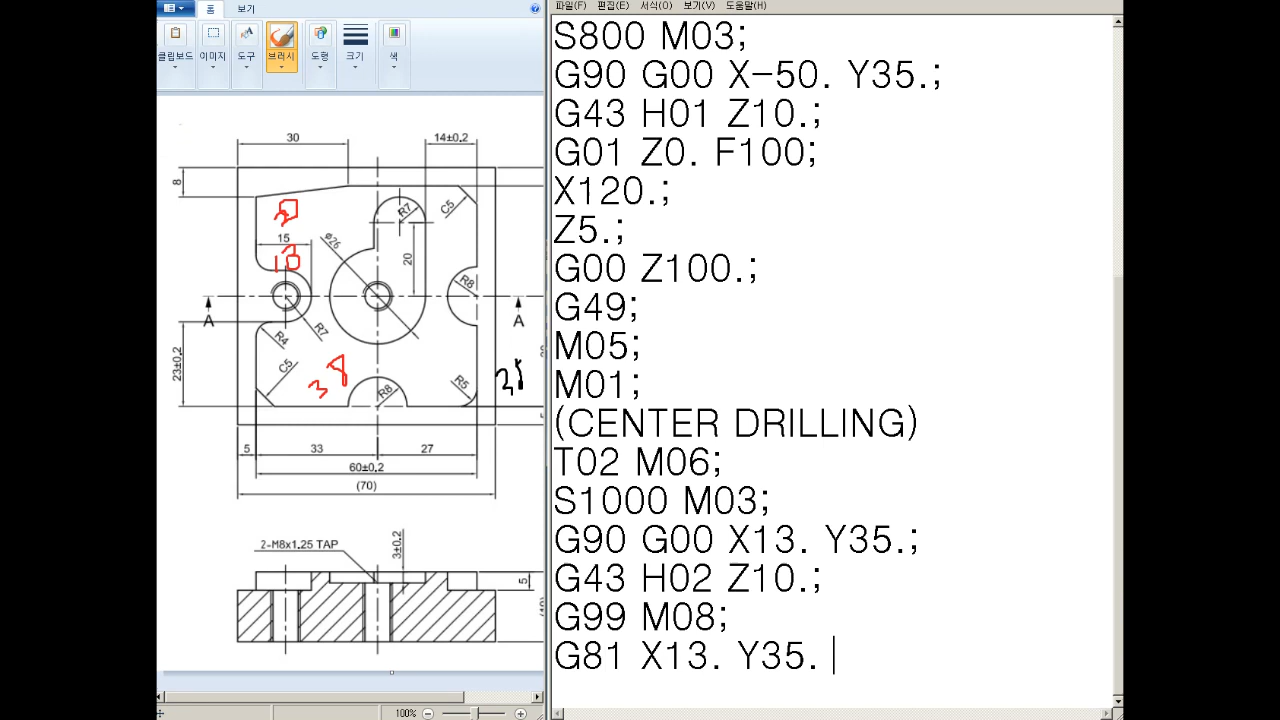 홈
보기
클립보드
이미지
도구
브러시
도형
크기
색
30
14±0.2
8
R7
C5
15
ø26
20
13
R8
A
A
R7
R4
C5
23±0.2
R8
R5
38
5
33
27
60±0.2
(70)
2-M8x1.25 TAP
3±0.2
5
100%
파일(F) 편집(E) 서식(O) 보기(V) 도움말(H)
S800 M03;
G90 G00 X-50. Y35.;
G43 H01 Z10.;
G01 Z0. F100;
X120.;
Z5.;
G00 Z100.;
G49;
M05;
M01;
(CENTER DRILLING)
T02 M06;
S1000 M03;
G90 G00 X13. Y35.;
G43 H02 Z10.;
G99 M08;
G81 X13. Y35.